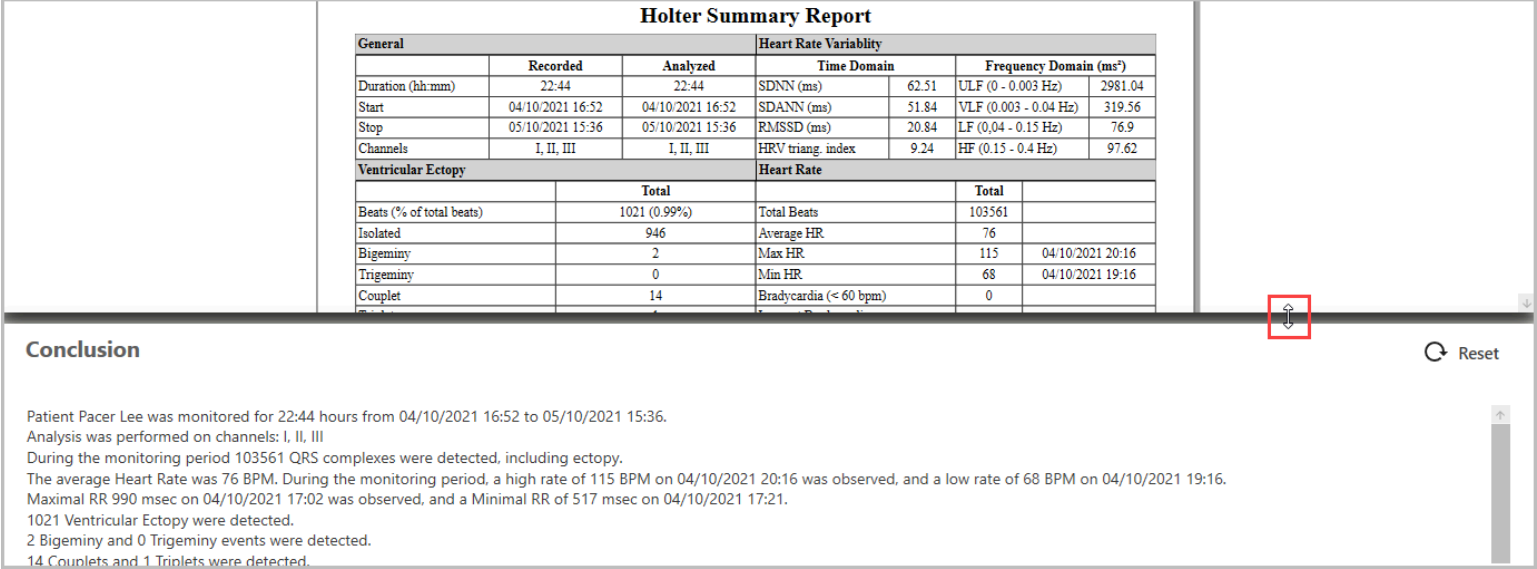 Holter Summary Report
General Heart Rate Variablity
Recorded Analyzed Time Domain Frequency Domain (ms²)
Duration (hh:mm) 22:44 22:44 SDNN (ms) 62.51 ULF (0 - 0.003 Hz) 2981.04
Start 04/10/2021 16:52 04/10/2021 16:52 SDANN (ms) 51.84 VLF (0.003 - 0.04 Hz) 319.56
Stop 05/10/2021 15:36 05/10/2021 15:36 RMSSD (ms) 20.84 LF (0,04 - 0.15 Hz) 76.9
Channels I, II, III I, II, III HRV triang. index 9.24 HF (0.15 - 0.4 Hz) 97.62
Ventricular Ectopy Heart Rate
Total Total
Beats (% of total beats) 1021 (0.99%) Total Beats 103561
Isolated 946 Average HR 76
Bigeminy 2 Max HR 115 04/10/2021 20:16
Trigeminy 0 Min HR 68 04/10/2021 19:16
Couplet 14 Bradycardia (< 60 bpm) 0
Conclusion
Reset
Patient Pacer Lee was monitored for 22:44 hours from 04/10/2021 16:52 to 05/10/2021 15:36.
Analysis was performed on channels: I, II, III
During the monitoring period 103561 QRS complexes were detected, including ectopy.
The average Heart Rate was 76 BPM. During the monitoring period, a high rate of 115 BPM on 04/10/2021 20:16 was observed, and a low rate of 68 BPM on 04/10/2021 19:16.
Maximal RR 990 msec on 04/10/2021 17:02 was observed, and a Minimal RR of 517 msec on 04/10/2021 17:21.
1021 Ventricular Ectopy were detected.
2 Bigeminy and 0 Trigeminy events were detected.
14 Couplets and 1 Triplets were detected.